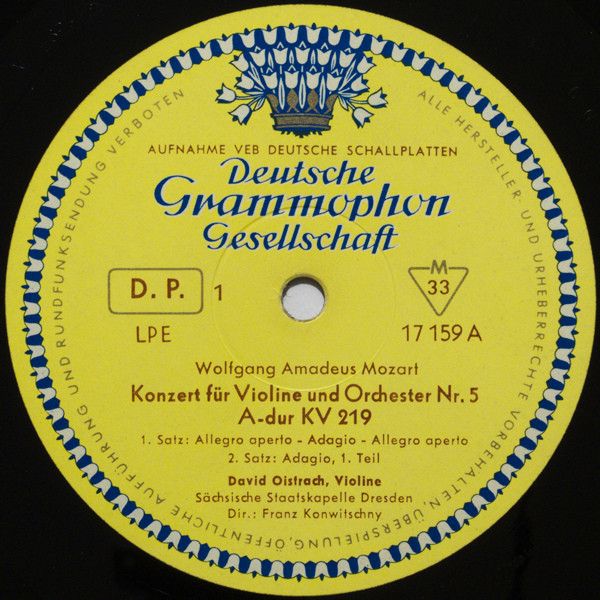 ALLE HERSTELLER- UND URHEBERRECHTE VORBEHALTEN, ÜBERSPIELUNG, ÖFFENTLICHE AUFFÜHRUNG UND RUNDFUNKSENDUNG VERBOTEN
AUFNAHME VEB DEUTSCHE SCHALLPLATTEN
Deutsche
Grammophon
Gesellschaft
D. P. 1
M
33
LPE 17 159 A
Wolfgang Amadeus Mozart
Konzert für Violine und Orchester Nr. 5
A-dur KV 219
1. Satz: Allegro aperto - Adagio - Allegro aperto
2. Satz: Adagio, 1. Teil
David Oistrach, Violine
Sächsische Staatskapelle Dresden
Dir.: Franz Konwitschny